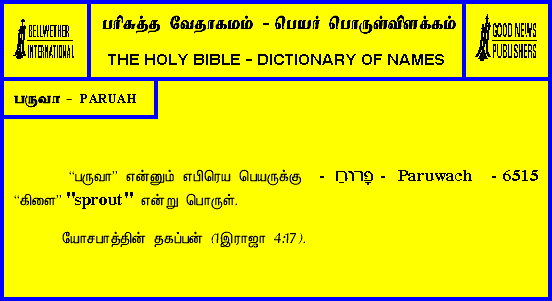 BELLWETHER
INTERNATIONAL
பரிசுத்த வேதாகமம் - பெயர் பொருள்விளக்கம்
THE HOLY BIBLE - DICTIONARY OF NAMES
GOOD NEWS
PUBLISHERS
பருவா - PARUAH
“பருவா” என்னும் எபிரெய பெயருக்கு - פָּרוּחַ - Paruwach - 6515
“கிளை” "sprout" என்று பொருள்.
யோசபாத்தின் தகப்பன் (1இராஜா 4:17).